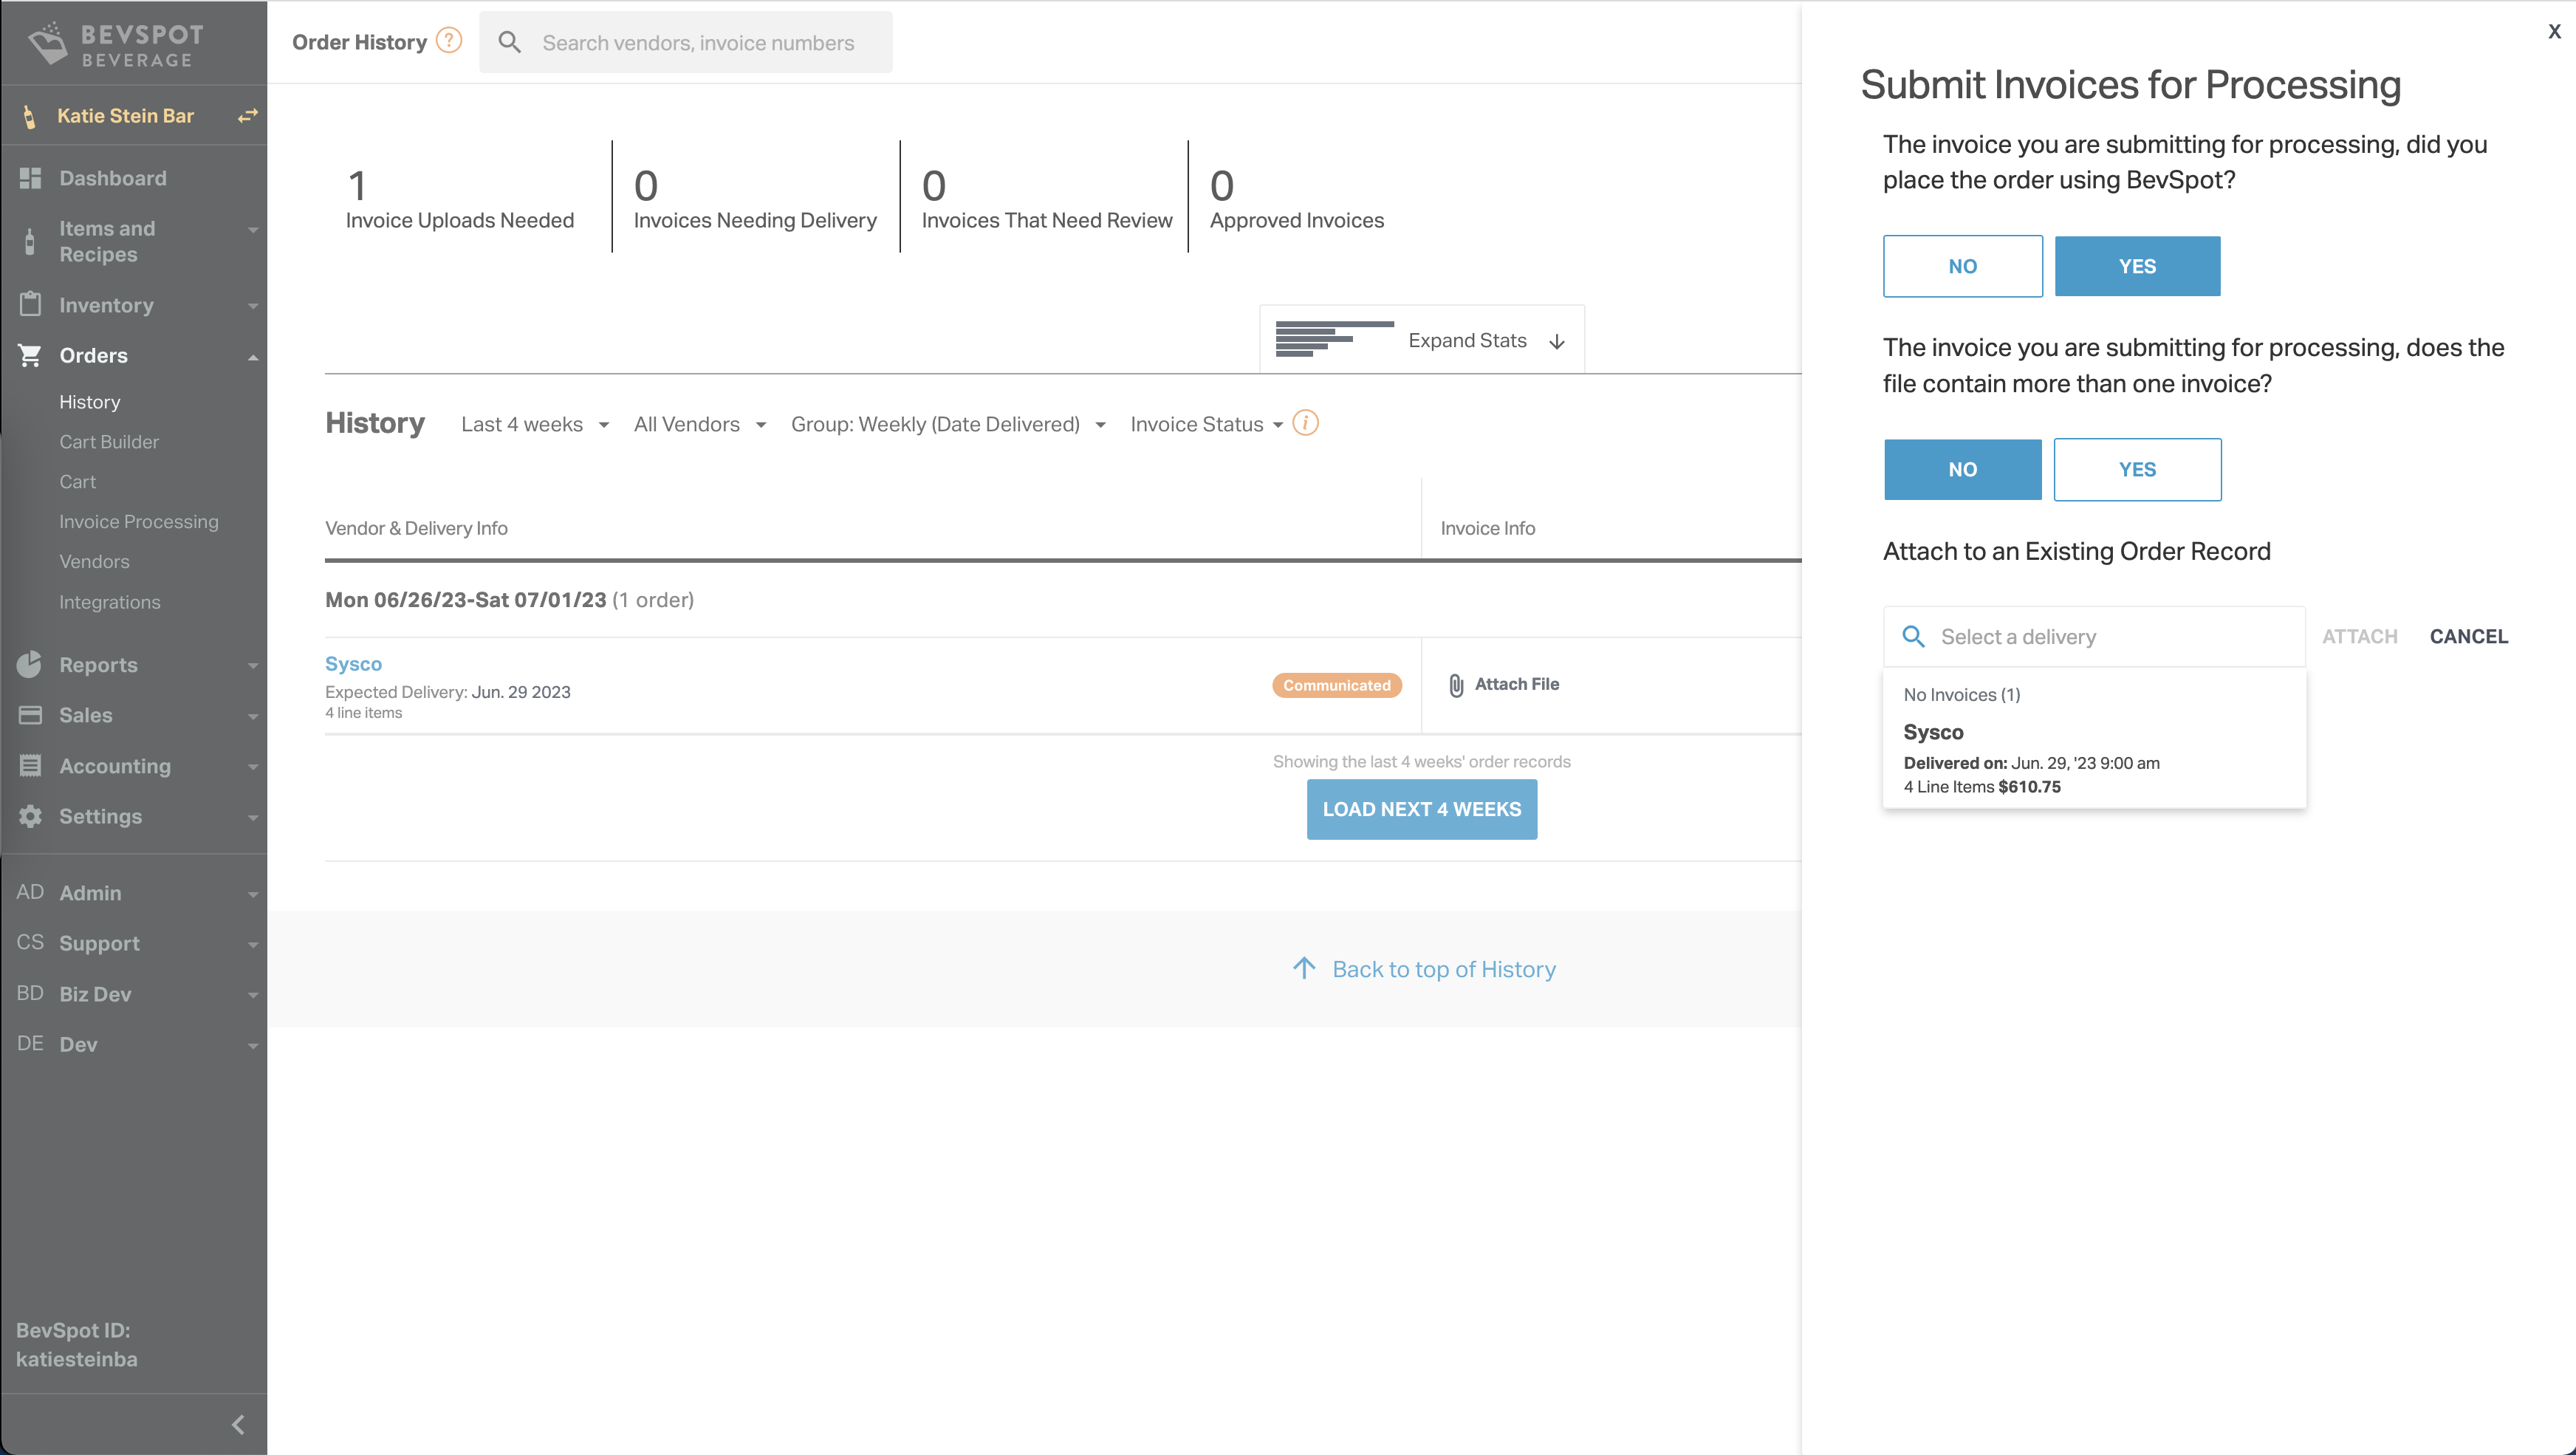 BEVSPOT
BEVERAGE
Katie Stein Bar
Dashboard
Items and
Recipes
Inventory
Orders
History
Cart Builder
Cart
Invoice Processing
Vendors
Integrations
Reports
Sales
Accounting
Settings
AD Admin
CS Support
BD Biz Dev
DE Dev
BevSpot ID:
katiesteinba
Order History ?
Search vendors, invoice numbers
1
Invoice Uploads Needed
0
Invoices Needing Delivery
0
Invoices That Need Review
0
Approved Invoices
Expand Stats
History Last 4 weeks All Vendors Group: Weekly (Date Delivered) Invoice Status i
Vendor & Delivery Info Invoice Info
Mon 06/26/23-Sat 07/01/23 (1 order)
Sysco
Expected Delivery: Jun. 29 2023
4 line items
Communicated
Attach File
Showing the last 4 weeks' order records
LOAD NEXT 4 WEEKS
Back to top of History
X
Submit Invoices for Processing
The invoice you are submitting for processing, did you
place the order using BevSpot?
NO YES
The invoice you are submitting for processing, does the
file contain more than one invoice?
NO YES
Attach to an Existing Order Record
Select a delivery ATTACH CANCEL
No Invoices (1)
Sysco
Delivered on: Jun. 29, '23 9:00 am
4 Line Items $610.75